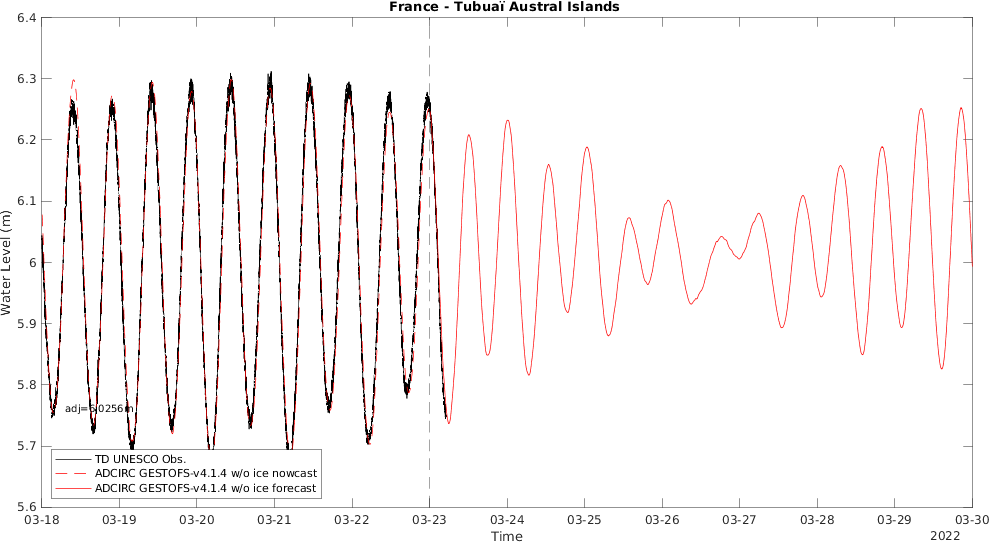 France - Tubuaï Austral Islands
6.4
6.3
6.2
6.1
6
5.9
5.8
5.7
5.6
Water Level (m)
adj=6.0256m
TD UNESCO Obs.
ADCIRC GESTOFS-v4.1.4 w/o ice nowcast
ADCIRC GESTOFS-v4.1.4 w/o ice forecast
03-18 03-19 03-20 03-21 03-22 03-23 03-24 03-25 03-26 03-27 03-28 03-29 03-30
Time
2022